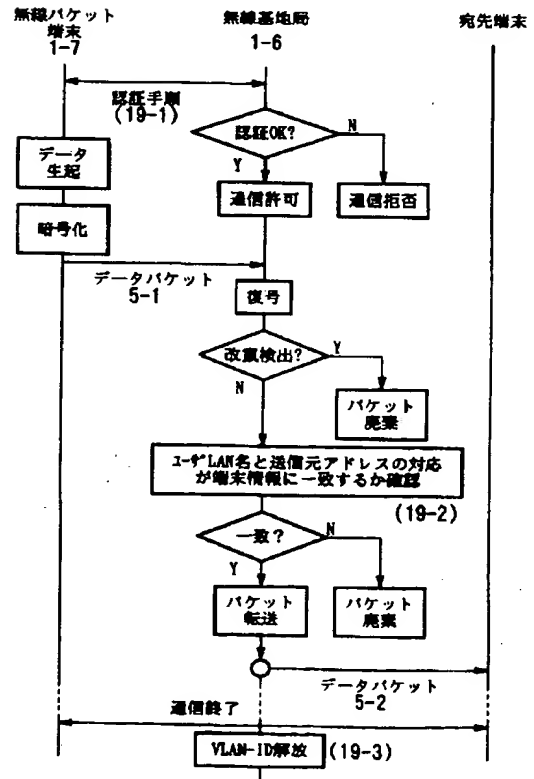 無線パケット
端末
1-7
無線基地局
1-6
宛先端末
認証手順
(19-1)
認証OK?
N
Y
データ
生起
通信許可
通信拒否
暗号化
データパケット
5-1
復号
改竄検出?
Y
N
パケット
廃棄
ユーザLAN名と送信元アドレスの対応
が端末情報に一致するか確認
(19-2)
一致?
N
Y
パケット
転送
パケット
廃棄
データパケット
5-2
通信終了
VLAN-ID解放
(19-3)